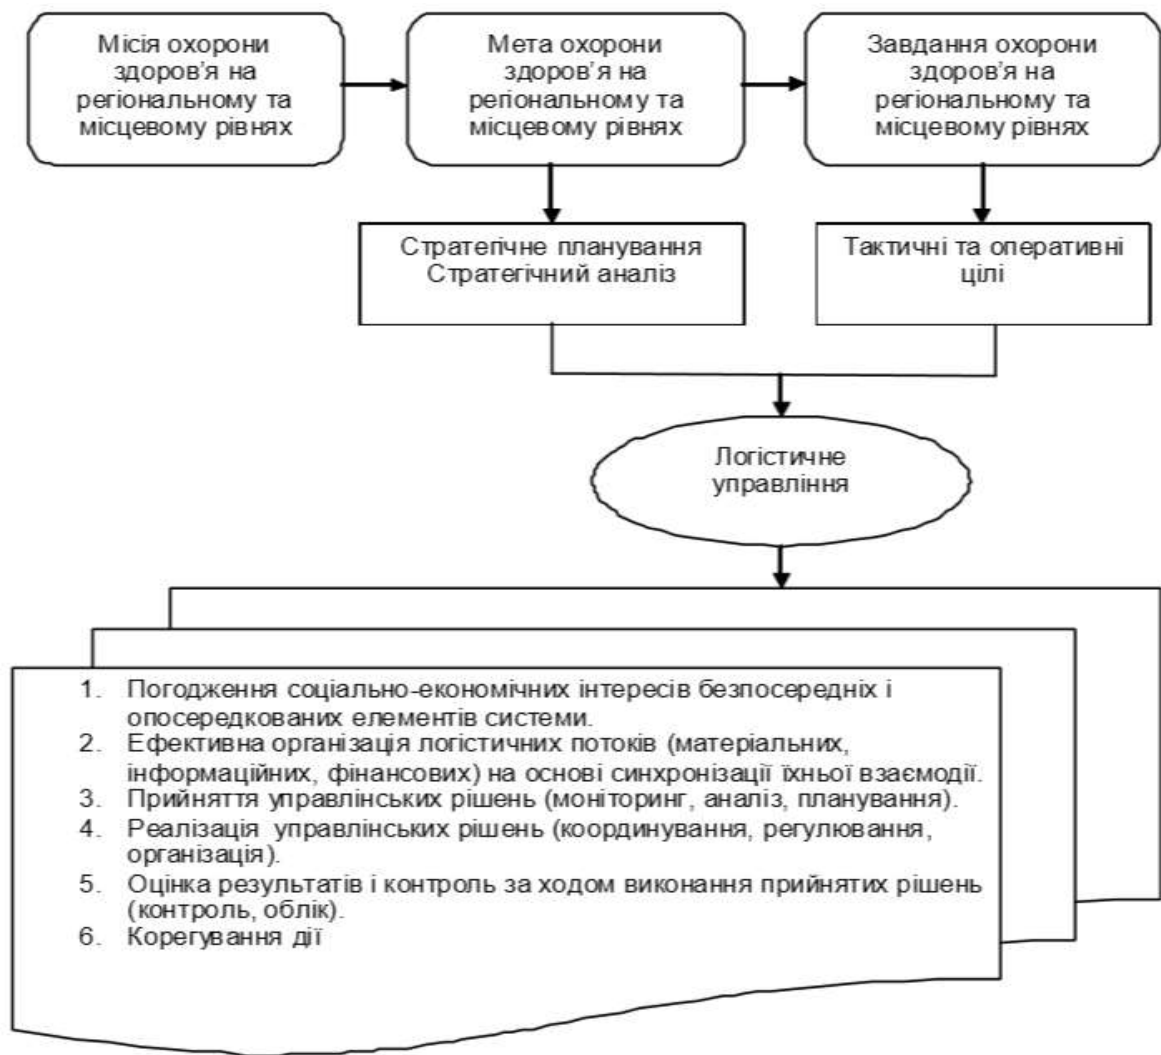 Місія охорони
здоров'я на
регіональному та
місцевому рівнях
Мета охорони
здоров'я на
регіональному та
місцевому рівнях
Завдання охорони
здоров'я на
регіональному та
місцевому рівнях
Стратегічне планування
Стратегічний аналіз
Тактичні та оперативні
цілі
Логістичне
управління
1. Погодження соціально-економічних інтересів безпосередніх і
опосередкованих елементів системи.
2. Ефективна організація логістичних потоків (матеріальних,
інформаційних, фінансових) на основі синхронізації їхньої взаємодії.
3. Прийняття управлінських рішень (моніторинг, аналіз, планування).
4. Реалізація управлінських рішень (координування, регулювання,
організація).
5. Оцінка результатів і контроль за ходом виконання прийнятих рішень
(контроль, облік).
6. Корегування дії